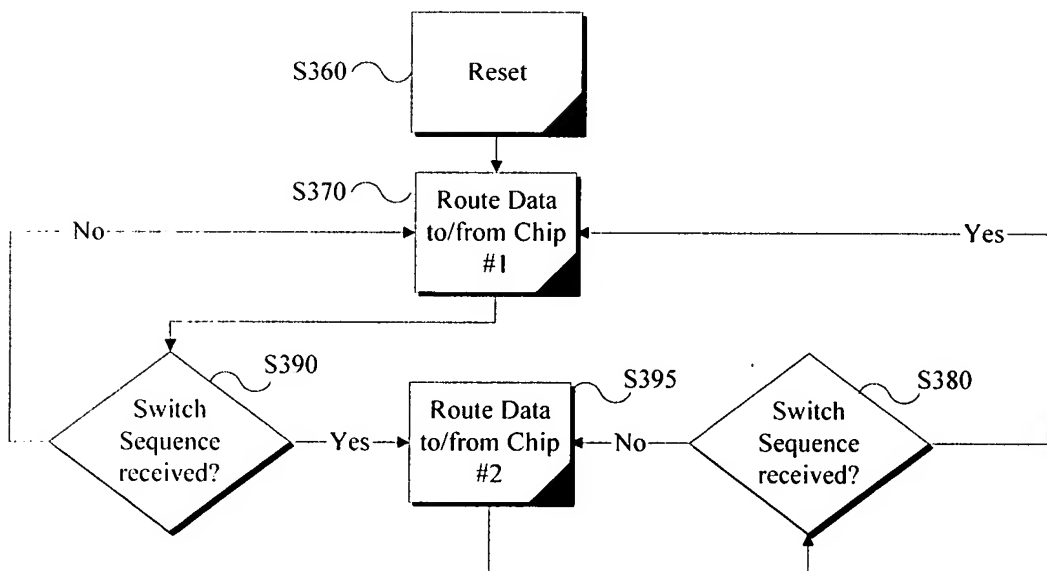 S360
Reset
S370
Route Data
to/from Chip
#1
No
Yes
S390
Switch
Sequence
received?
Yes
S395
Route Data
to/from Chip
#2
No
S380
Switch
Sequence
received?